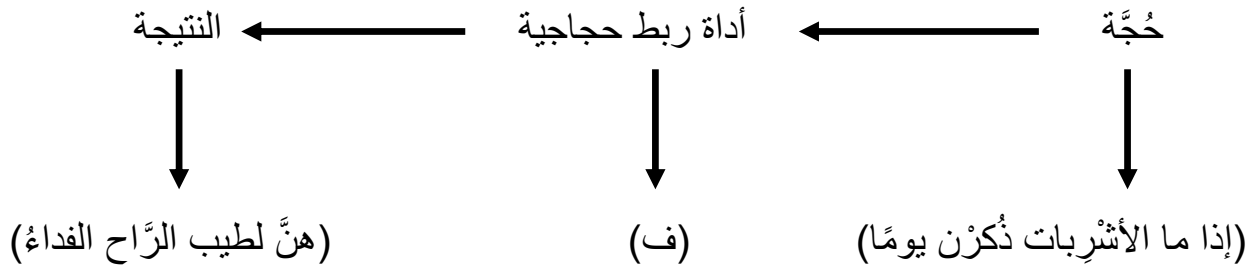 حُجَّة أداة ربط حجاجية النتيجة
(إذا ما الأشْرِبات ذُكرْن يومًا) (ف) (هنَّ لطيب الرَّاح الفداءُ)